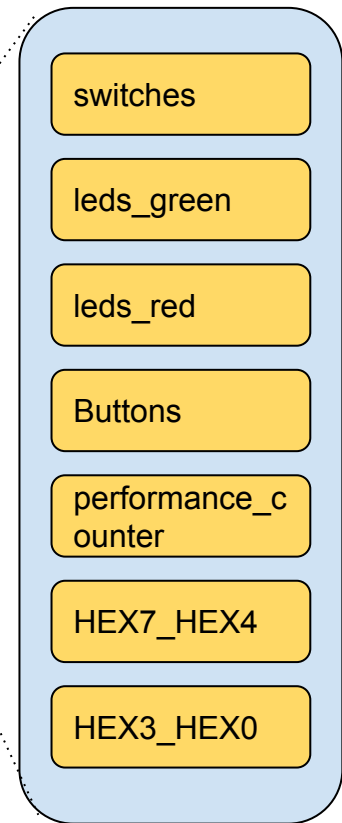 switches
leds_green
leds_red
Buttons
performance_c
ounter
HEX7_HEX4
HEX3_HEX0